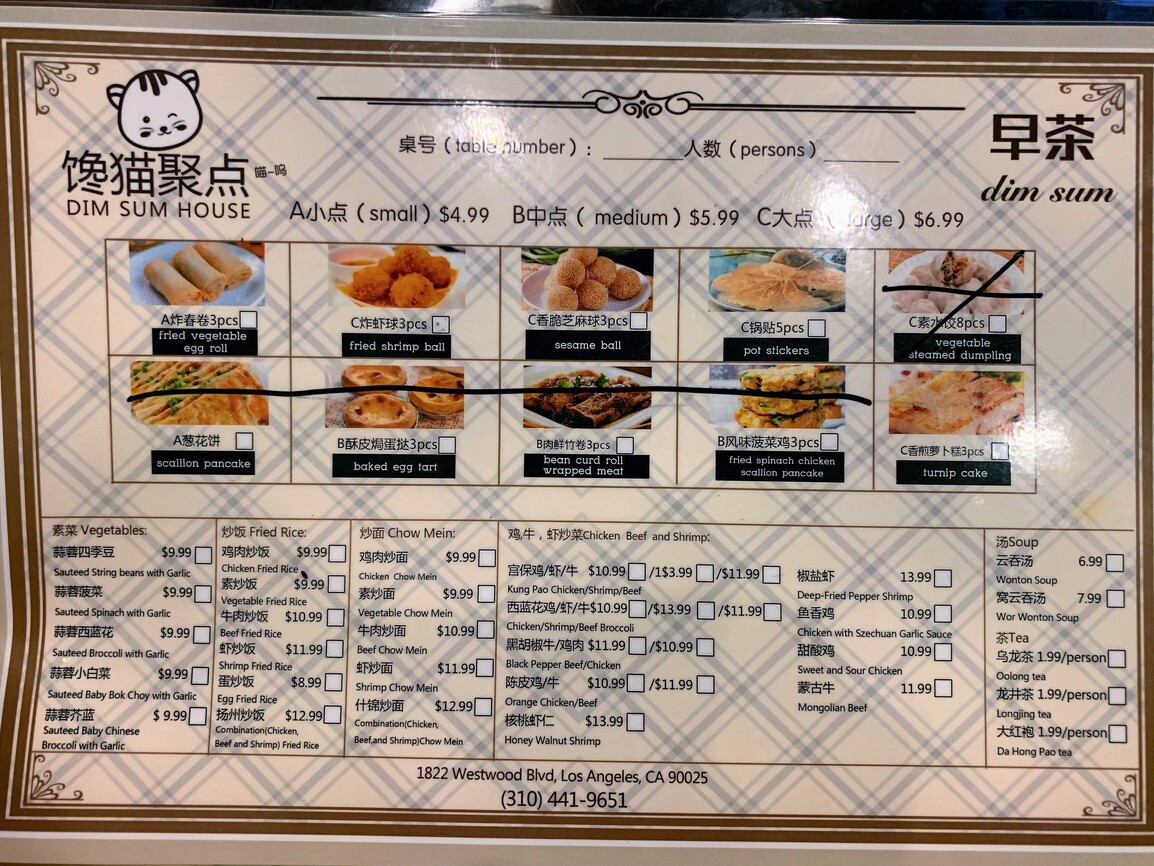 馋猫聚点 喵~呜
DIM SUM HOUSE
桌号（table number）: ________人数（persons）________
早茶
dim sum
A小点（small）$4.99 B中点（ medium）$5.99 C大点（ large）$6.99
A炸春卷3pcs
fried vegetable
egg roll
C炸虾球3pcs
fried shrimp ball
C香脆芝麻球3pcs
sesame ball
C锅贴5pcs
pot stickers
C素水饺8pcs
vegetable
steamed dumpling
A葱花饼
scallion pancake
B酥皮焗蛋挞3pcs
baked egg tart
B肉鲜竹卷3pcs
bean curd roll
wrapped meat
B风味菠菜鸡3pcs
fried spinach chicken
scallion pancake
C香煎萝卜糕3pcs
turnip cake
素菜 Vegetables:
蒜蓉四季豆 $9.99
Sauteed String beans with Garlic
蒜蓉菠菜 $9.99
Sauteed Spinach with Garlic
蒜蓉西蓝花 $9.99
Sauteed Broccoli with Garlic
蒜蓉小白菜 $9.99
Sauteed Baby Bok Choy with Garlic
蒜蓉芥蓝 $ 9.99
Sauteed Baby Chinese
Broccoli with Garlic
炒饭 Fried Rice:
鸡肉炒饭 $9.99
Chicken Fried Rice
素炒饭 $9.99
Vegetable Fried Rice
牛肉炒饭 $10.99
Beef Fried Rice
虾炒饭 $11.99
Shrimp Fried Rice
蛋炒饭 $8.99
Egg Fried Rice
扬州炒饭 $12.99
Combination(Chicken,
Beef and Shrimp) Fried Rice
炒面 Chow Mein:
鸡肉炒面 $9.99
Chicken Chow Mein
素炒面 $9.99
Vegetable Chow Mein
牛肉炒面 $10.99
Beef Chow Mein
虾炒面 $11.99
Shrimp Chow Mein
什锦炒面 $12.99
Combination(Chicken,
Beef,and Shrimp)Chow Mein
鸡,牛，虾炒菜Chicken Beef and Shrimp:
宫保鸡/虾/牛 $10.99 /1$3.99 /$11.99
Kung Pao Chicken/Shrimp/Beef
西蓝花鸡/虾/牛$10.99 /$13.99 /$11.99
Chicken/Shrimp/Beef Broccoli
黑胡椒牛/鸡肉 $11.99 /$10.99
Black Pepper Beef/Chicken
陈皮鸡/牛 $10.99 /$11.99
Orange Chicken/Beef
核桃虾仁 $13.99
Honey Walnut Shrimp
椒盐虾 13.99
Deep-Fried Pepper Shrimp
鱼香鸡 10.99
Chicken with Szechuan Garlic Sauce
甜酸鸡 10.99
Sweet and Sour Chicken
蒙古牛 11.99
Mongolian Beef
汤Soup
云吞汤 6.99
Wonton Soup
窝云吞汤 7.99
Wor Wonton Soup
茶Tea
乌龙茶 1.99/person
Oolong tea
龙井茶 1.99/person
Longjing tea
大红袍 1.99/person
Da Hong Pao tea
1822 Westwood Blvd, Los Angeles, CA 90025
(310) 441-9651